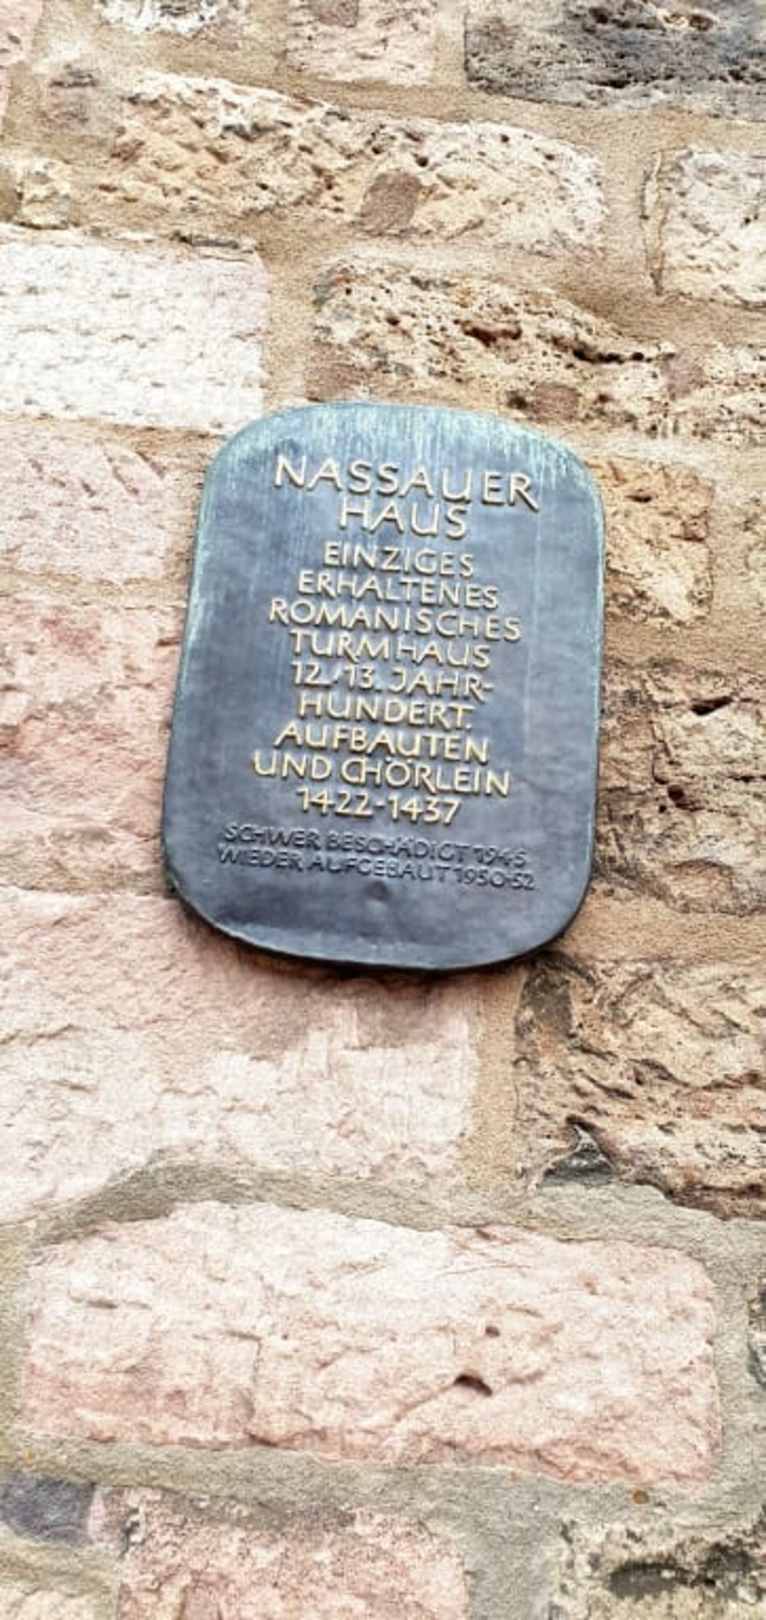 NASSAUER
HAUS
EINZIGES
ERHALTENES
ROMANISCHES
TURMHAUS
12./13. JAHR-
HUNDERT.
AUFBAUTEN
UND CHÖRLEIN
1422-1437
SCHWER BESCHÄDIGT 1945
WIEDER AUFGEBAUT 1950-52